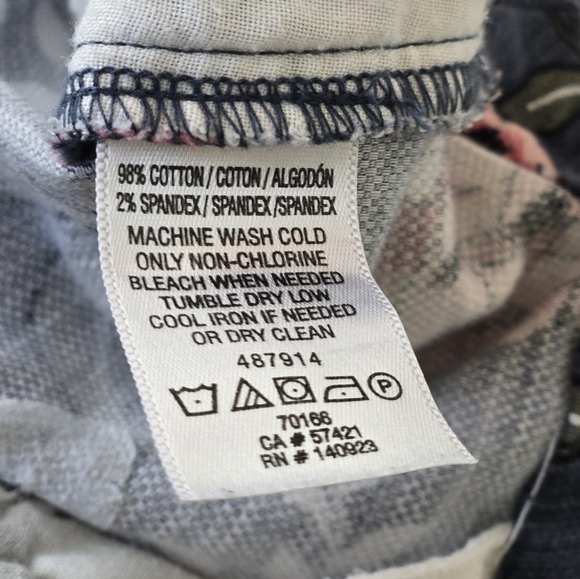 98% COTTON / COTON / ALGODÓN
2% SPANDEX / SPANDEX / SPANDEX
MACHINE WASH COLD
ONLY NON-CHLORINE
BLEACH WHEN NEEDED
TUMBLE DRY LOW
COOL IRON IF NEEDED
OR DRY CLEAN
487914
P
70166
CA # 57421
RN # 140923